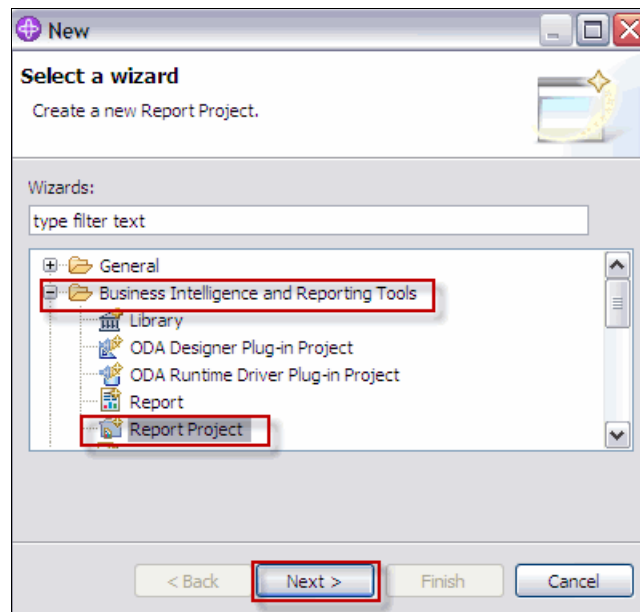 New
Select a wizard
Create a new Report Project.
Wizards:
type filter text
General
Business Intelligence and Reporting Tools
Library
ODA Designer Plug-in Project
ODA Runtime Driver Plug-in Project
Report
Report Project
< Back Next > Finish Cancel